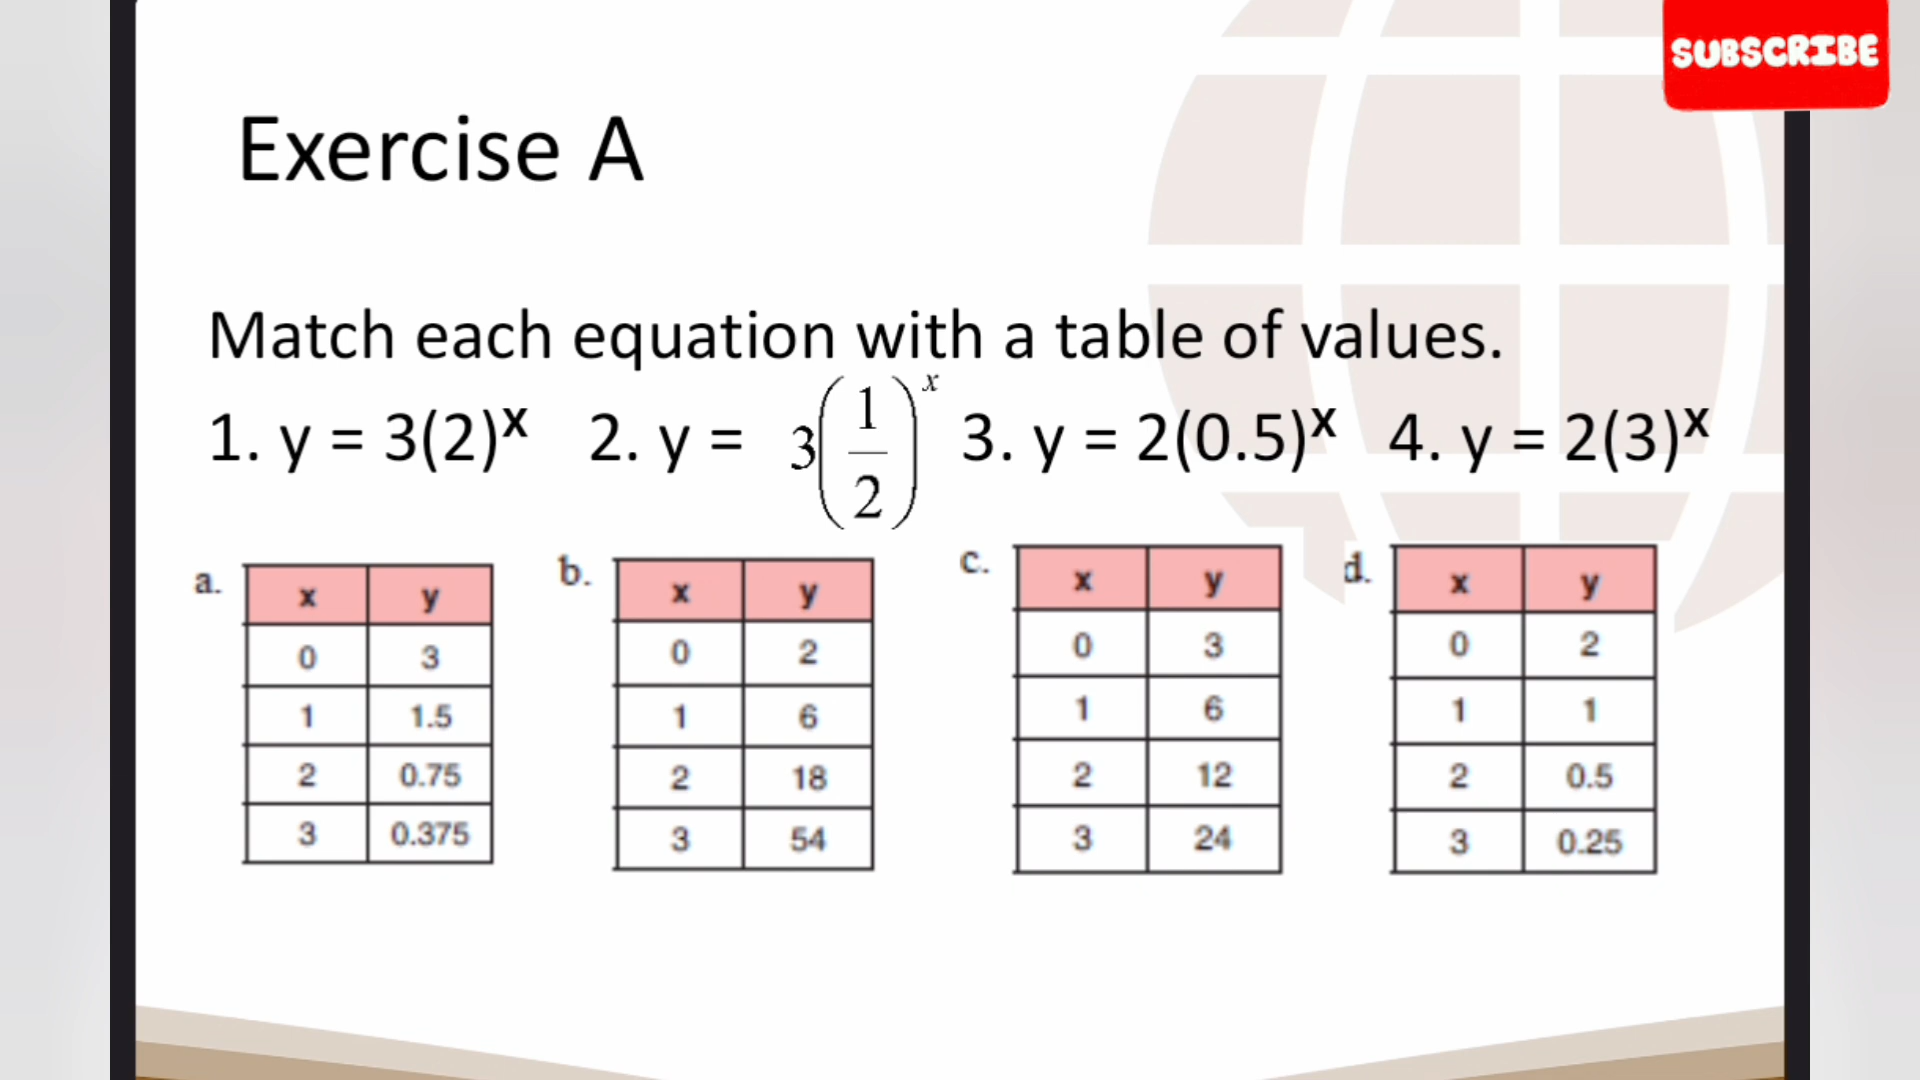 SUBSCRIBE
Exercise A
Match each equation with a table of values.
1. y = 3(2)ˣ 2. y = 3(1/2)ˣ 3. y = 2(0.5)ˣ 4. y = 2(3)ˣ
a.
x y
0 3
1 1.5
2 0.75
3 0.375
b.
x y
0 2
1 6
2 18
3 54
c.
x y
0 3
1 6
2 12
3 24
d.
x y
0 2
1 1
2 0.5
3 0.25